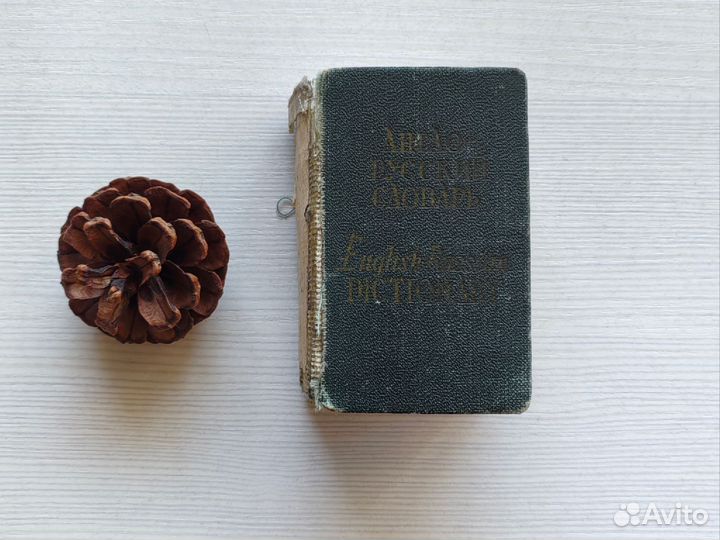 АНГЛО-
РУССКИЙ
СЛОВАРЬ
English-Russian
DICTIONARY
Avito